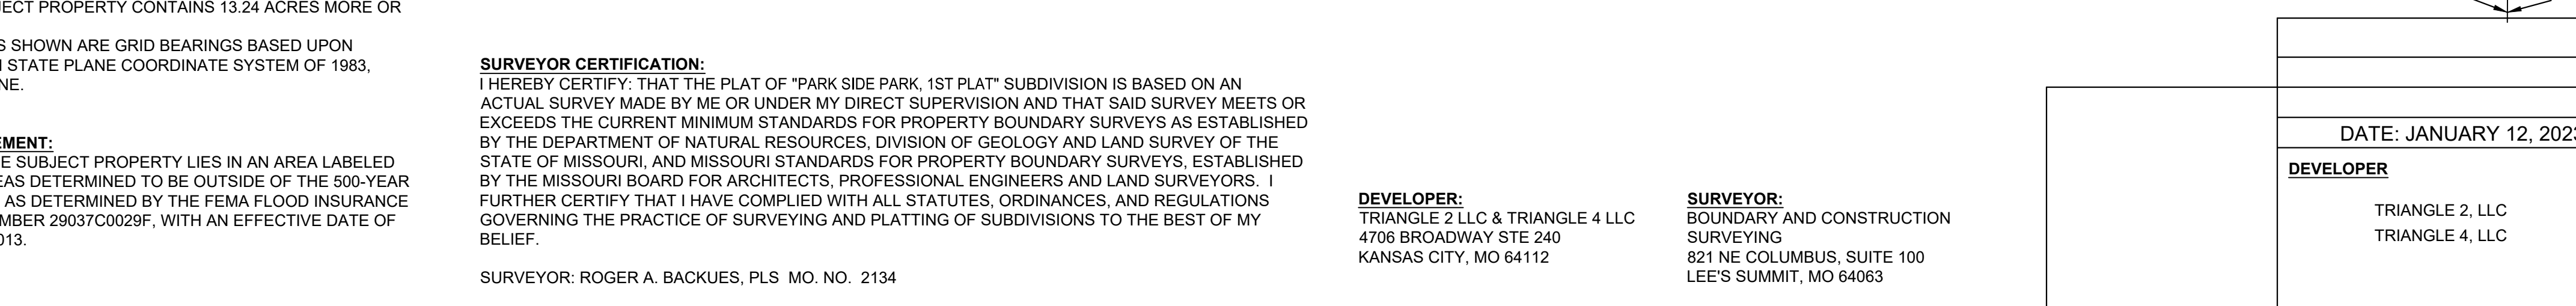 JECT PROPERTY CONTAINS 13.24 ACRES MORE OR
S SHOWN ARE GRID BEARINGS BASED UPON
STATE PLANE COORDINATE SYSTEM OF 1983,
NE.
EMENT:
E SUBJECT PROPERTY LIES IN AN AREA LABELED
EAS DETERMINED TO BE OUTSIDE OF THE 500-YEAR
AS DETERMINED BY THE FEMA FLOOD INSURANCE
MBER 29037C0029F, WITH AN EFFECTIVE DATE OF
013.
SURVEYOR CERTIFICATION:
I HEREBY CERTIFY: THAT THE PLAT OF "PARK SIDE PARK, 1ST PLAT" SUBDIVISION IS BASED ON AN
ACTUAL SURVEY MADE BY ME OR UNDER MY DIRECT SUPERVISION AND THAT SAID SURVEY MEETS OR
EXCEEDS THE CURRENT MINIMUM STANDARDS FOR PROPERTY BOUNDARY SURVEYS AS ESTABLISHED
BY THE DEPARTMENT OF NATURAL RESOURCES, DIVISION OF GEOLOGY AND LAND SURVEY OF THE
STATE OF MISSOURI, AND MISSOURI STANDARDS FOR PROPERTY BOUNDARY SURVEYS, ESTABLISHED
BY THE MISSOURI BOARD FOR ARCHITECTS, PROFESSIONAL ENGINEERS AND LAND SURVEYORS. I
FURTHER CERTIFY THAT I HAVE COMPLIED WITH ALL STATUTES, ORDINANCES, AND REGULATIONS
GOVERNING THE PRACTICE OF SURVEYING AND PLATTING OF SUBDIVISIONS TO THE BEST OF MY
BELIEF.
SURVEYOR: ROGER A. BACKUES, PLS MO. NO. 2134
DEVELOPER:
TRIANGLE 2 LLC & TRIANGLE 4 LLC
4706 BROADWAY STE 240
KANSAS CITY, MO 64112
SURVEYOR:
BOUNDARY AND CONSTRUCTION
SURVEYING
821 NE COLUMBUS, SUITE 100
LEE'S SUMMIT, MO 64063
DATE: JANUARY 12, 2023
DEVELOPER
TRIANGLE 2, LLC
TRIANGLE 4, LLC